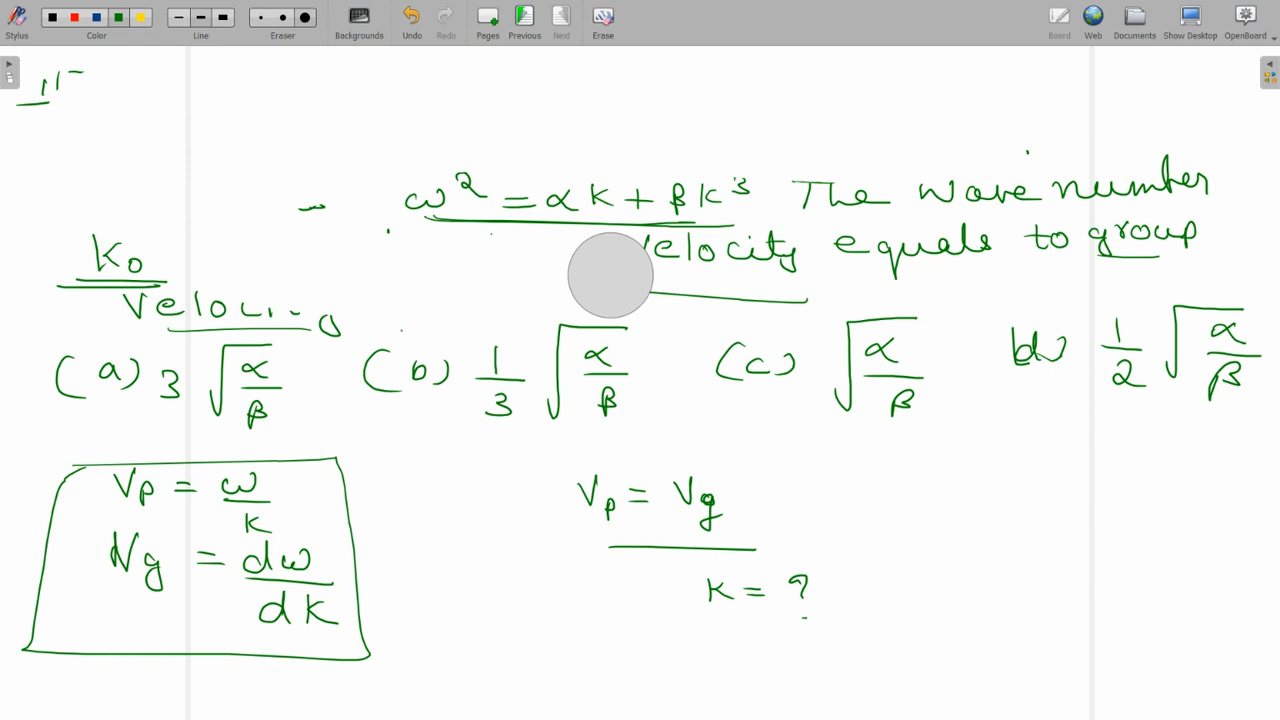 Stylus Color Line Eraser Backgrounds Undo Redo Pages Previous Next Erase Board Web Documents Show Desktop OpenBoard
ω² = αk + βk³ The wave number
velocity equals to group
k₀
Velocity
(a) 3 √(α/β) (b) 1/3 √(α/β) (c) √(α/β) (d) 1/2 √(α/β)
Vp = ω/k
Vg = dω/dk
Vp = Vg
k = ?